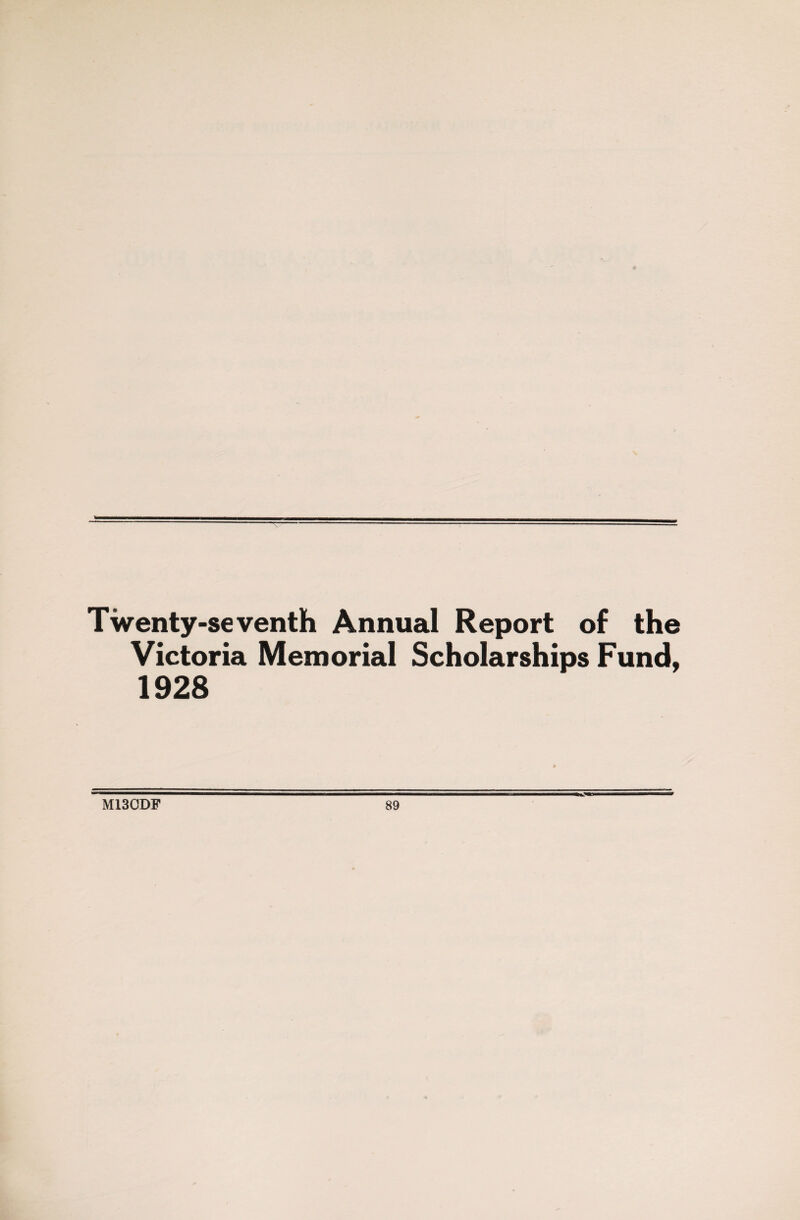 Twenty-seventh Annual Report of the
Victoria Memorial Scholarships Fund,
1928
M13CDF 89